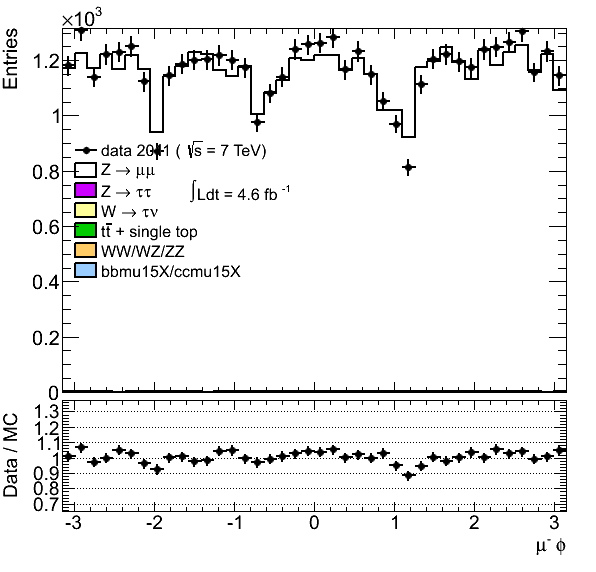 ×10³
Entries
1.2
1
0.8
0.6
0.4
0.2
0
data 2011 ( √s = 7 TeV)
Z → μμ
Z → ττ
∫Ldt = 4.6 fb⁻¹
W → τν
tt̄ + single top
WW/WZ/ZZ
bbmu15X/ccmu15X
Data / MC
1.3
1.2
1.1
1
0.9
0.8
0.7
-3 -2 -1 0 1 2 3
μ⁻ ϕ